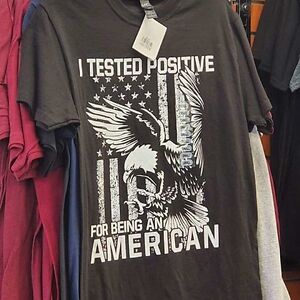 I TESTED POSITIVE
FOR BEING AN
AMERICAN